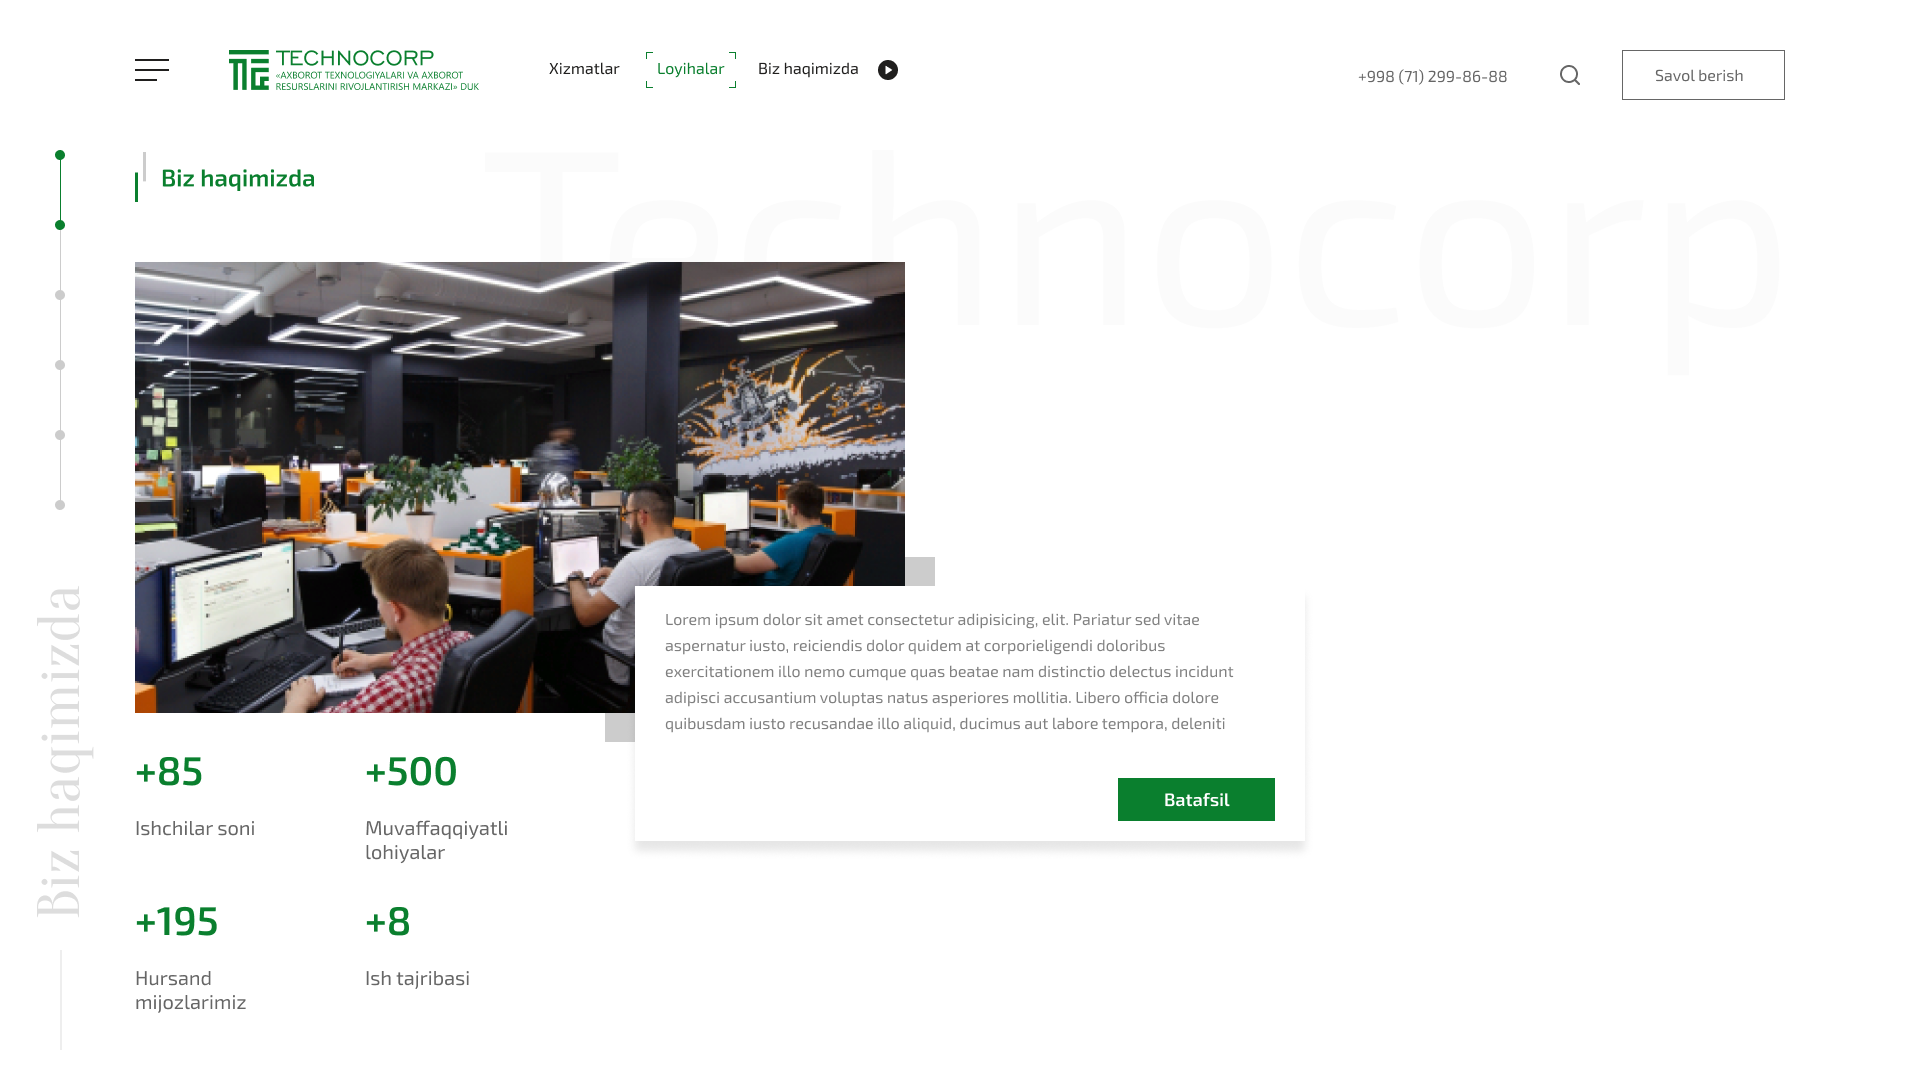 TECHNOCORP
«AXBOROT TEXNOLOGIYALARI VA AXBOROT
RESURSLARINI RIVOJLANTIRISH MARKAZI» DUK
Xizmatlar
Loyihalar
Biz haqimizda
+998 (71) 299-86-88
Savol berish
Biz haqimizda
Technocorp
Lorem ipsum dolor sit amet consectetur adipisicing, elit. Pariatur sed vitae
aspernatur iusto, reiciendis dolor quidem at corporieligendi doloribus
exercitationem illo nemo cumque quas beatae nam distinctio delectus incidunt
adipisci accusantium voluptas natus asperiores mollitia. Libero officia dolore
quibusdam iusto recusandae illo aliquid, ducimus aut labore tempora, deleniti
Batafsil
+85
Ishchilar soni
+500
Muvaffaqqiyatli
lohiyalar
+195
Hursand
mijozlarimiz
+8
Ish tajribasi
Biz haqimizda